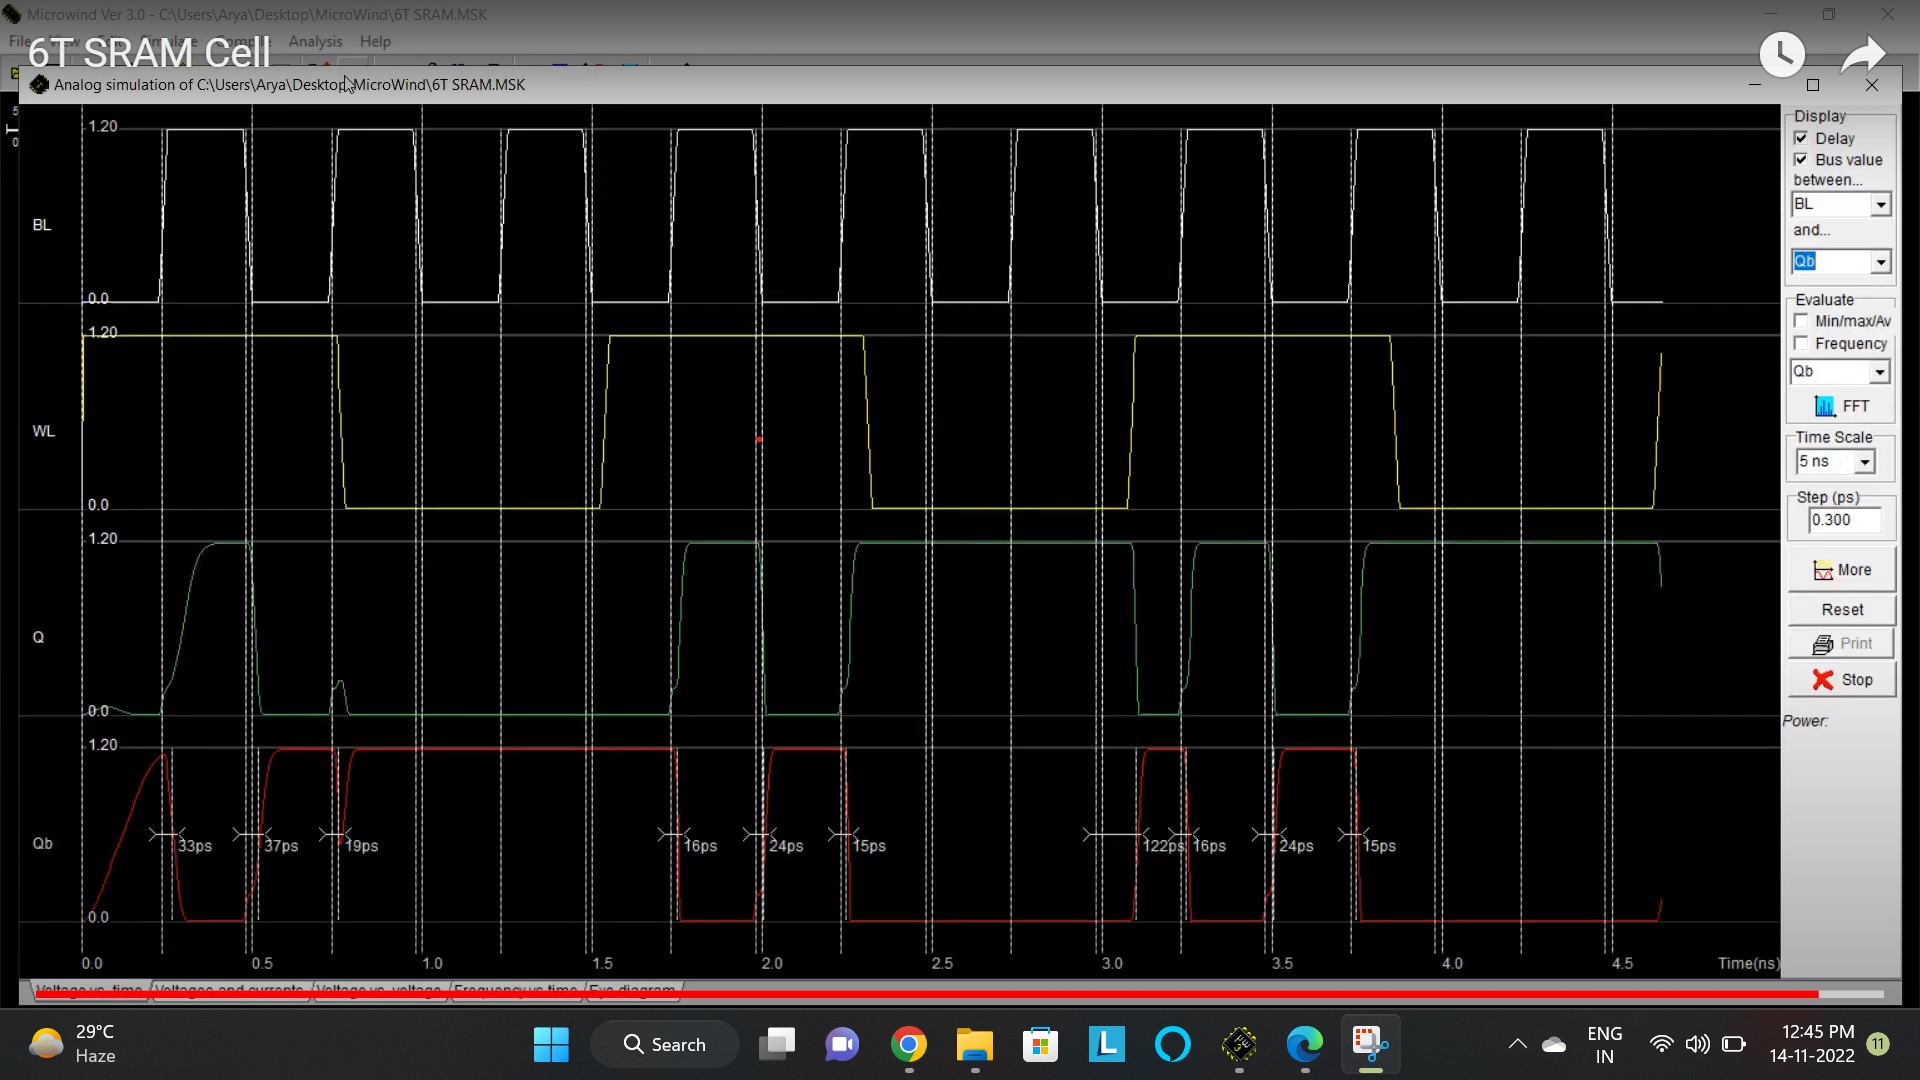 Microwind Ver 3.0 - C:\Users\Arya\Desktop\MicroWind\6T SRAM.MSK
File View Edit Simulate Compile Analysis Help
6T SRAM Cell
Analog simulation of C:\Users\Arya\Desktop\MicroWind\6T SRAM.MSK
5
0
1.20
BL
0.0
1.20
WL
0.0
1.20
Q
0.0
1.20
Qb
33ps 37ps 19ps 16ps 24ps 15ps 122ps 16ps 24ps 15ps
0.0
0.0 0.5 1.0 1.5 2.0 2.5 3.0 3.5 4.0 4.5 Time(ns)
Display
Delay
Bus value
between...
BL
and...
Qb
Evaluate
Min/max/Av
Frequency
Qb
FFT
Time Scale
5 ns
Step (ps)
0.300
More
Reset
Print
Stop
Power:
Voltage vs. time Voltages and currents Voltage vs. voltage Frequency vs time Eye diagram
29°C
Haze
Search
L
ENG
IN
12:45 PM
14-11-2022
11